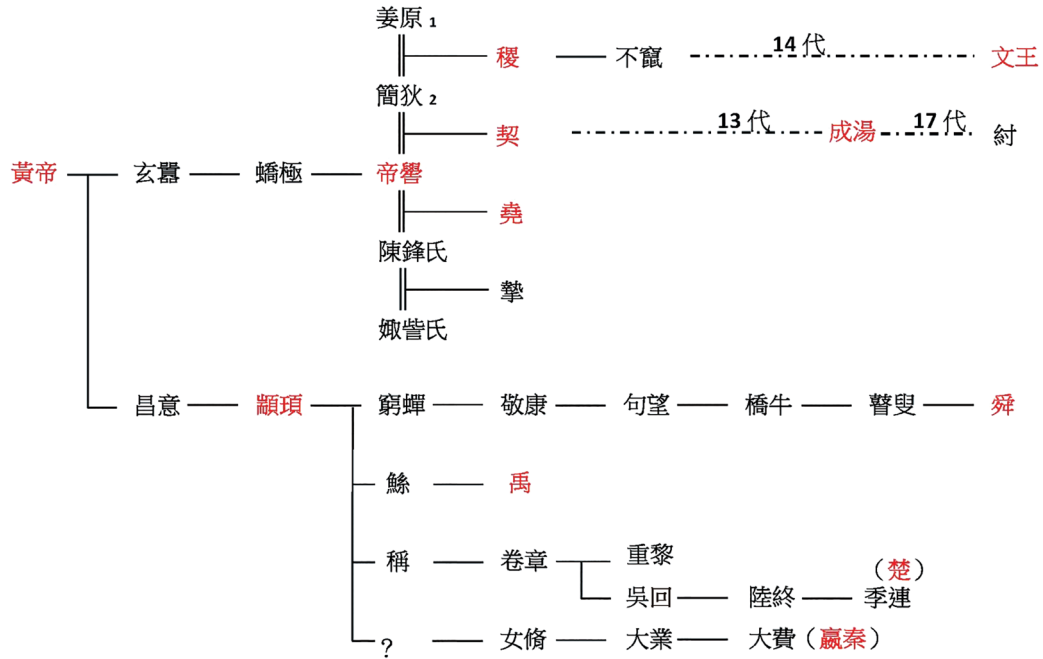 姜原 1
稷 不窋 14 代 文王
簡狄 2
契 13 代 成湯 17 代 紂
黃帝 玄囂 蟜極 帝嚳
堯
陳鋒氏
摯
娵訾氏
昌意 顓頊 窮蟬 敬康 句望 橋牛 瞽叟 舜
鯀 禹
稱 卷章 重黎
（楚）
吳回 陸終 季連
? 女脩 大業 大費（嬴秦）